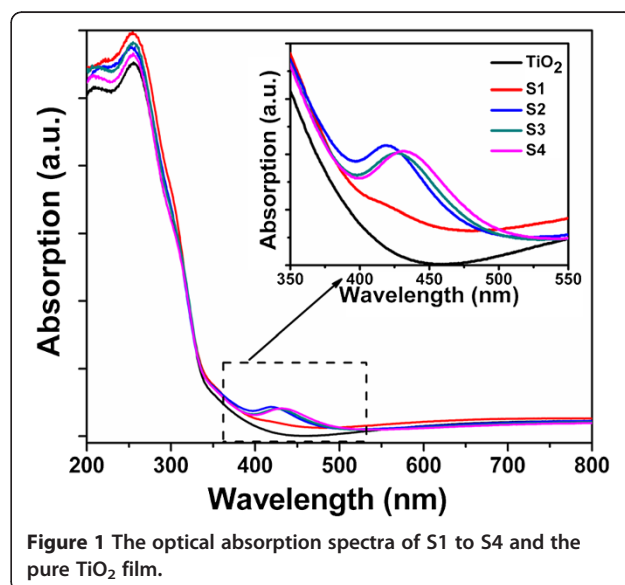 TiO₂
S1
S2
S3
S4
Absorption (a.u.)
350 400 450 500 550
Wavelength (nm)
Absorption (a.u.)
200 300 400 500 600 700 800
Wavelength (nm)
Figure 1 The optical absorption spectra of S1 to S4 and the
pure TiO₂ film.